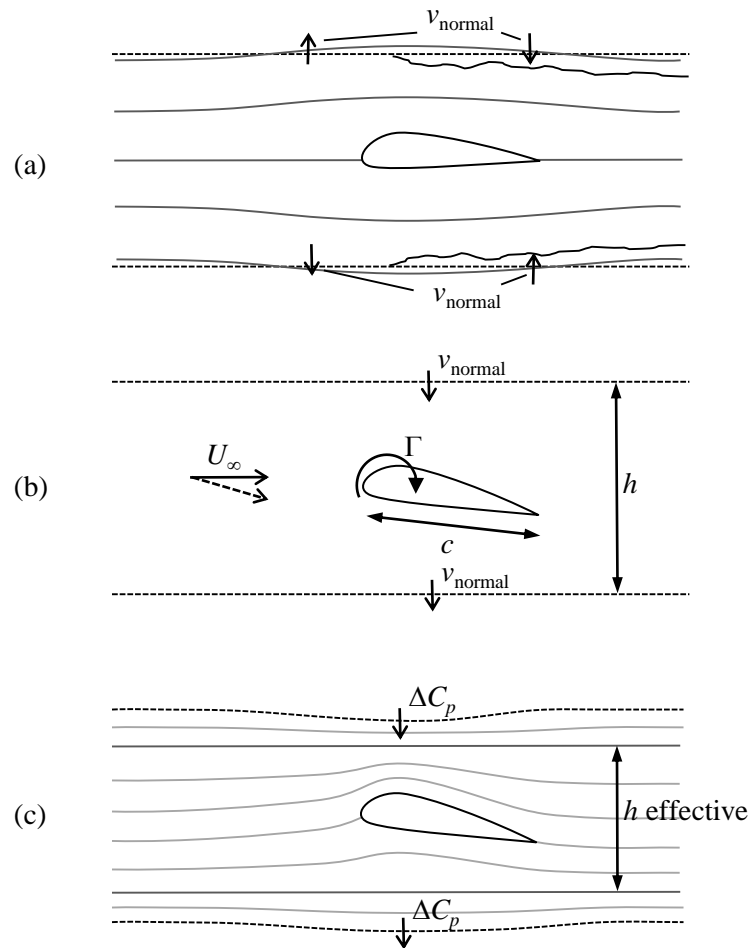 v_normal
(a)
v_normal
v_normal
U_∞
Γ
(b)
h
c
v_normal
ΔC_p
(c)
h effective
ΔC_p